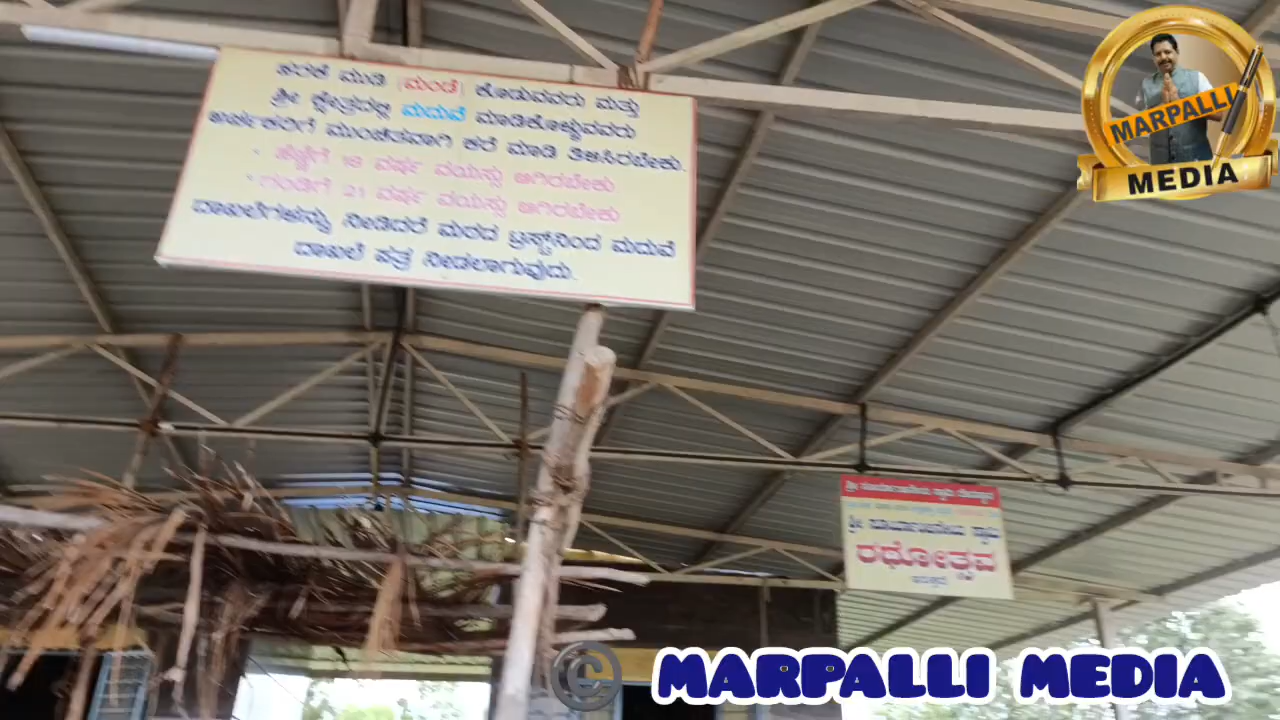 ಹರಕೆ ಮುಡಿ (ಮಂಡೆ) ಕೊಡುವವರು ಮತ್ತು
ಶ್ರೀ ಕ್ಷೇತ್ರದಲ್ಲಿ ಮದುವೆ ಮಾಡಿಕೊಳ್ಳುವವರು
ಅರ್ಚಕರಿಗೆ ಮುಂಚಿತವಾಗಿ ಕರೆ ಮಾಡಿ ತಿಳಿಸಿರಬೇಕು.
* ಹೆಣ್ಣಿಗೆ 18 ವರ್ಷ ವಯಸ್ಸು ಆಗಿರಬೇಕು
* ಗಂಡಿಗೆ 21 ವರ್ಷ ವಯಸ್ಸು ಆಗಿರಬೇಕು
ದಾಖಲೆಗಳನ್ನು ನೀಡಿದರೆ ಮಠದ ಟ್ರಸ್ಟ್‌ನಿಂದ ಮದುವೆ
ದಾಖಲೆ ಪತ್ರ ನೀಡಲಾಗುವುದು.
MARPALLI
MEDIA
ಶ್ರೀ ಸ್ವಾಮಿ
ರಥೋತ್ಸವ
© MARPALLI MEDIA